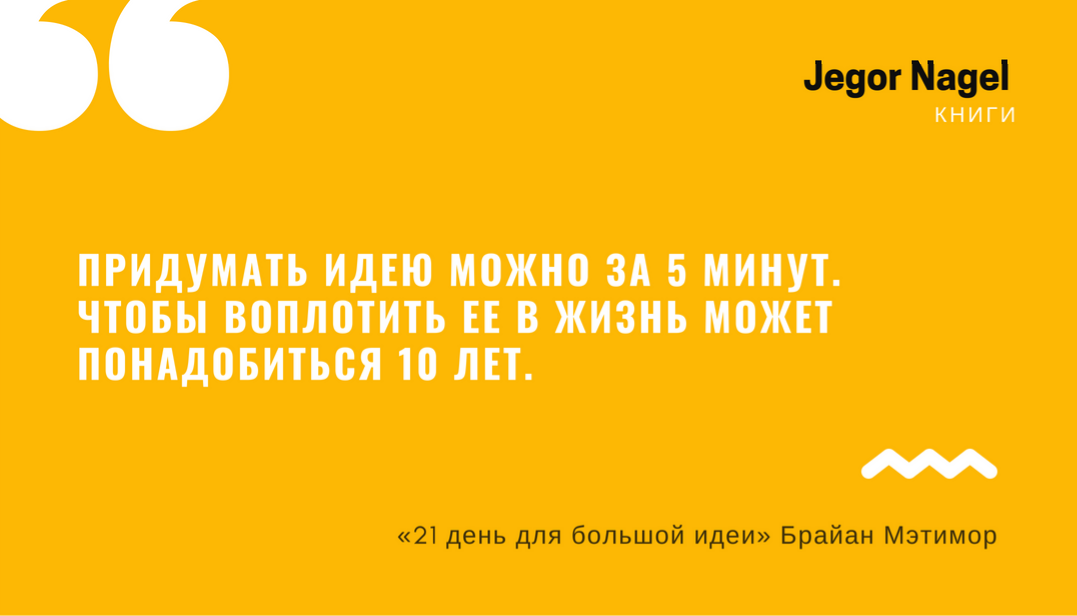 Jegor Nagel
КНИГИ
ПРИДУМАТЬ ИДЕЮ МОЖНО ЗА 5 МИНУТ.
ЧТОБЫ ВОПЛОТИТЬ ЕЕ В ЖИЗНЬ МОЖЕТ
ПОНАДОБИТЬСЯ 10 ЛЕТ.
«21 день для большой идеи» Брайан Мэтимор